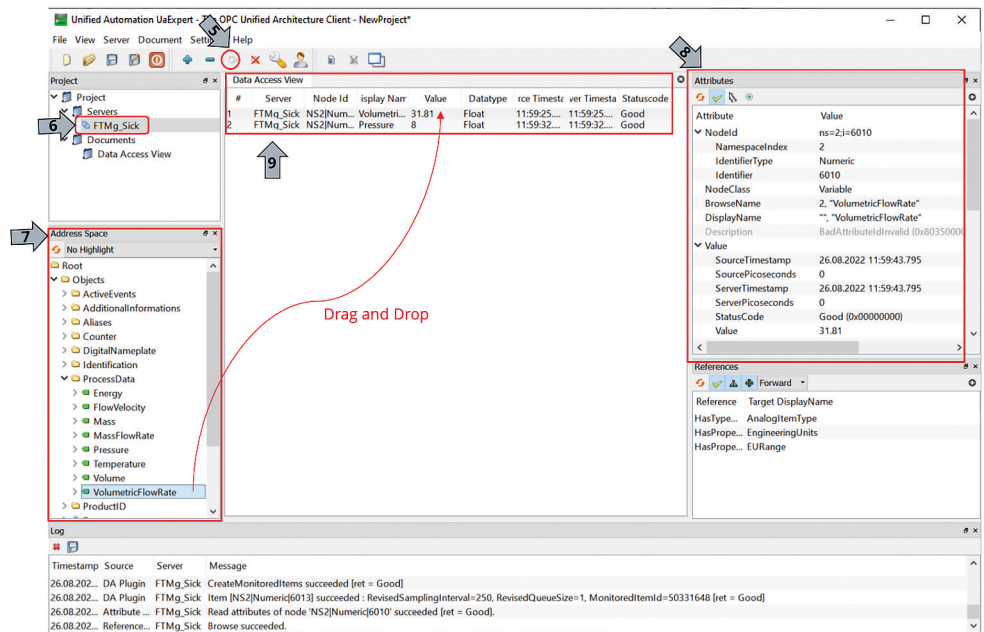 Unified Automation UaExpert - The OPC Unified Architecture Client - NewProject*
File View Server Document Settings Help
5
8
Project
Project
Servers
FTMg_Sick
Documents
Data Access View
6
Data Access View
# Server Node Id isplay Nam Value Datatype rce Timesta ver Timesta Statuscode
1 FTMg_Sick NS2|Num... Volumetri... 31.81 Float 11:59:25.... 11:59:25.... Good
2 FTMg_Sick NS2|Num... Pressure 8 Float 11:59:32.... 11:59:32.... Good
9
Drag and Drop
7
Address Space
No Highlight
Root
Objects
ActiveEvents
AdditionalInformations
Aliases
Counter
DigitalNameplate
Identification
ProcessData
Energy
FlowVelocity
Mass
MassFlowRate
Pressure
Temperature
Volume
VolumetricFlowRate
ProductID
Attributes
Attribute Value
NodeId ns=2;i=6010
NamespaceIndex 2
IdentifierType Numeric
Identifier 6010
NodeClass Variable
BrowseName 2, "VolumetricFlowRate"
DisplayName "", "VolumetricFlowRate"
Description BadAttributeIdInvalid (0x80350000
Value
SourceTimestamp 26.08.2022 11:59:43.795
SourcePicoseconds 0
ServerTimestamp 26.08.2022 11:59:43.795
ServerPicoseconds 0
StatusCode Good (0x00000000)
Value 31.81
References
Forward
Reference Target DisplayName
HasType... AnalogItemType
HasPrope... EngineeringUnits
HasPrope... EURange
Log
Timestamp Source Server Message
26.08.202... DA Plugin FTMg_Sick CreateMonitoredItems succeeded [ret = Good]
26.08.202... DA Plugin FTMg_Sick Item [NS2|Numeric|6013] succeeded : RevisedSamplingInterval=250, RevisedQueueSize=1, MonitoredItemId=50331648 [ret = Good]
26.08.202... Attribute ... FTMg_Sick Read attributes of node 'NS2|Numeric|6010' succeeded [ret = Good].
26.08.202... Reference... FTMg_Sick Browse succeeded.